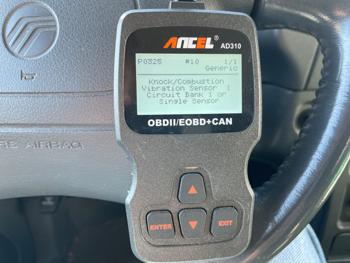 ANCEL
AD310
P0325 #10 1/1
Generic
Knock/Combustion
Vibration Sensor 1
Circuit Bank 1 or
Single Sensor
OBDII/EOBD+CAN
ENTER
EXIT
AIRBAG